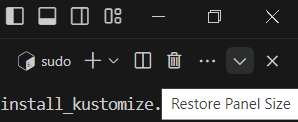 sudo
install_kustomize.
Restore Panel Size